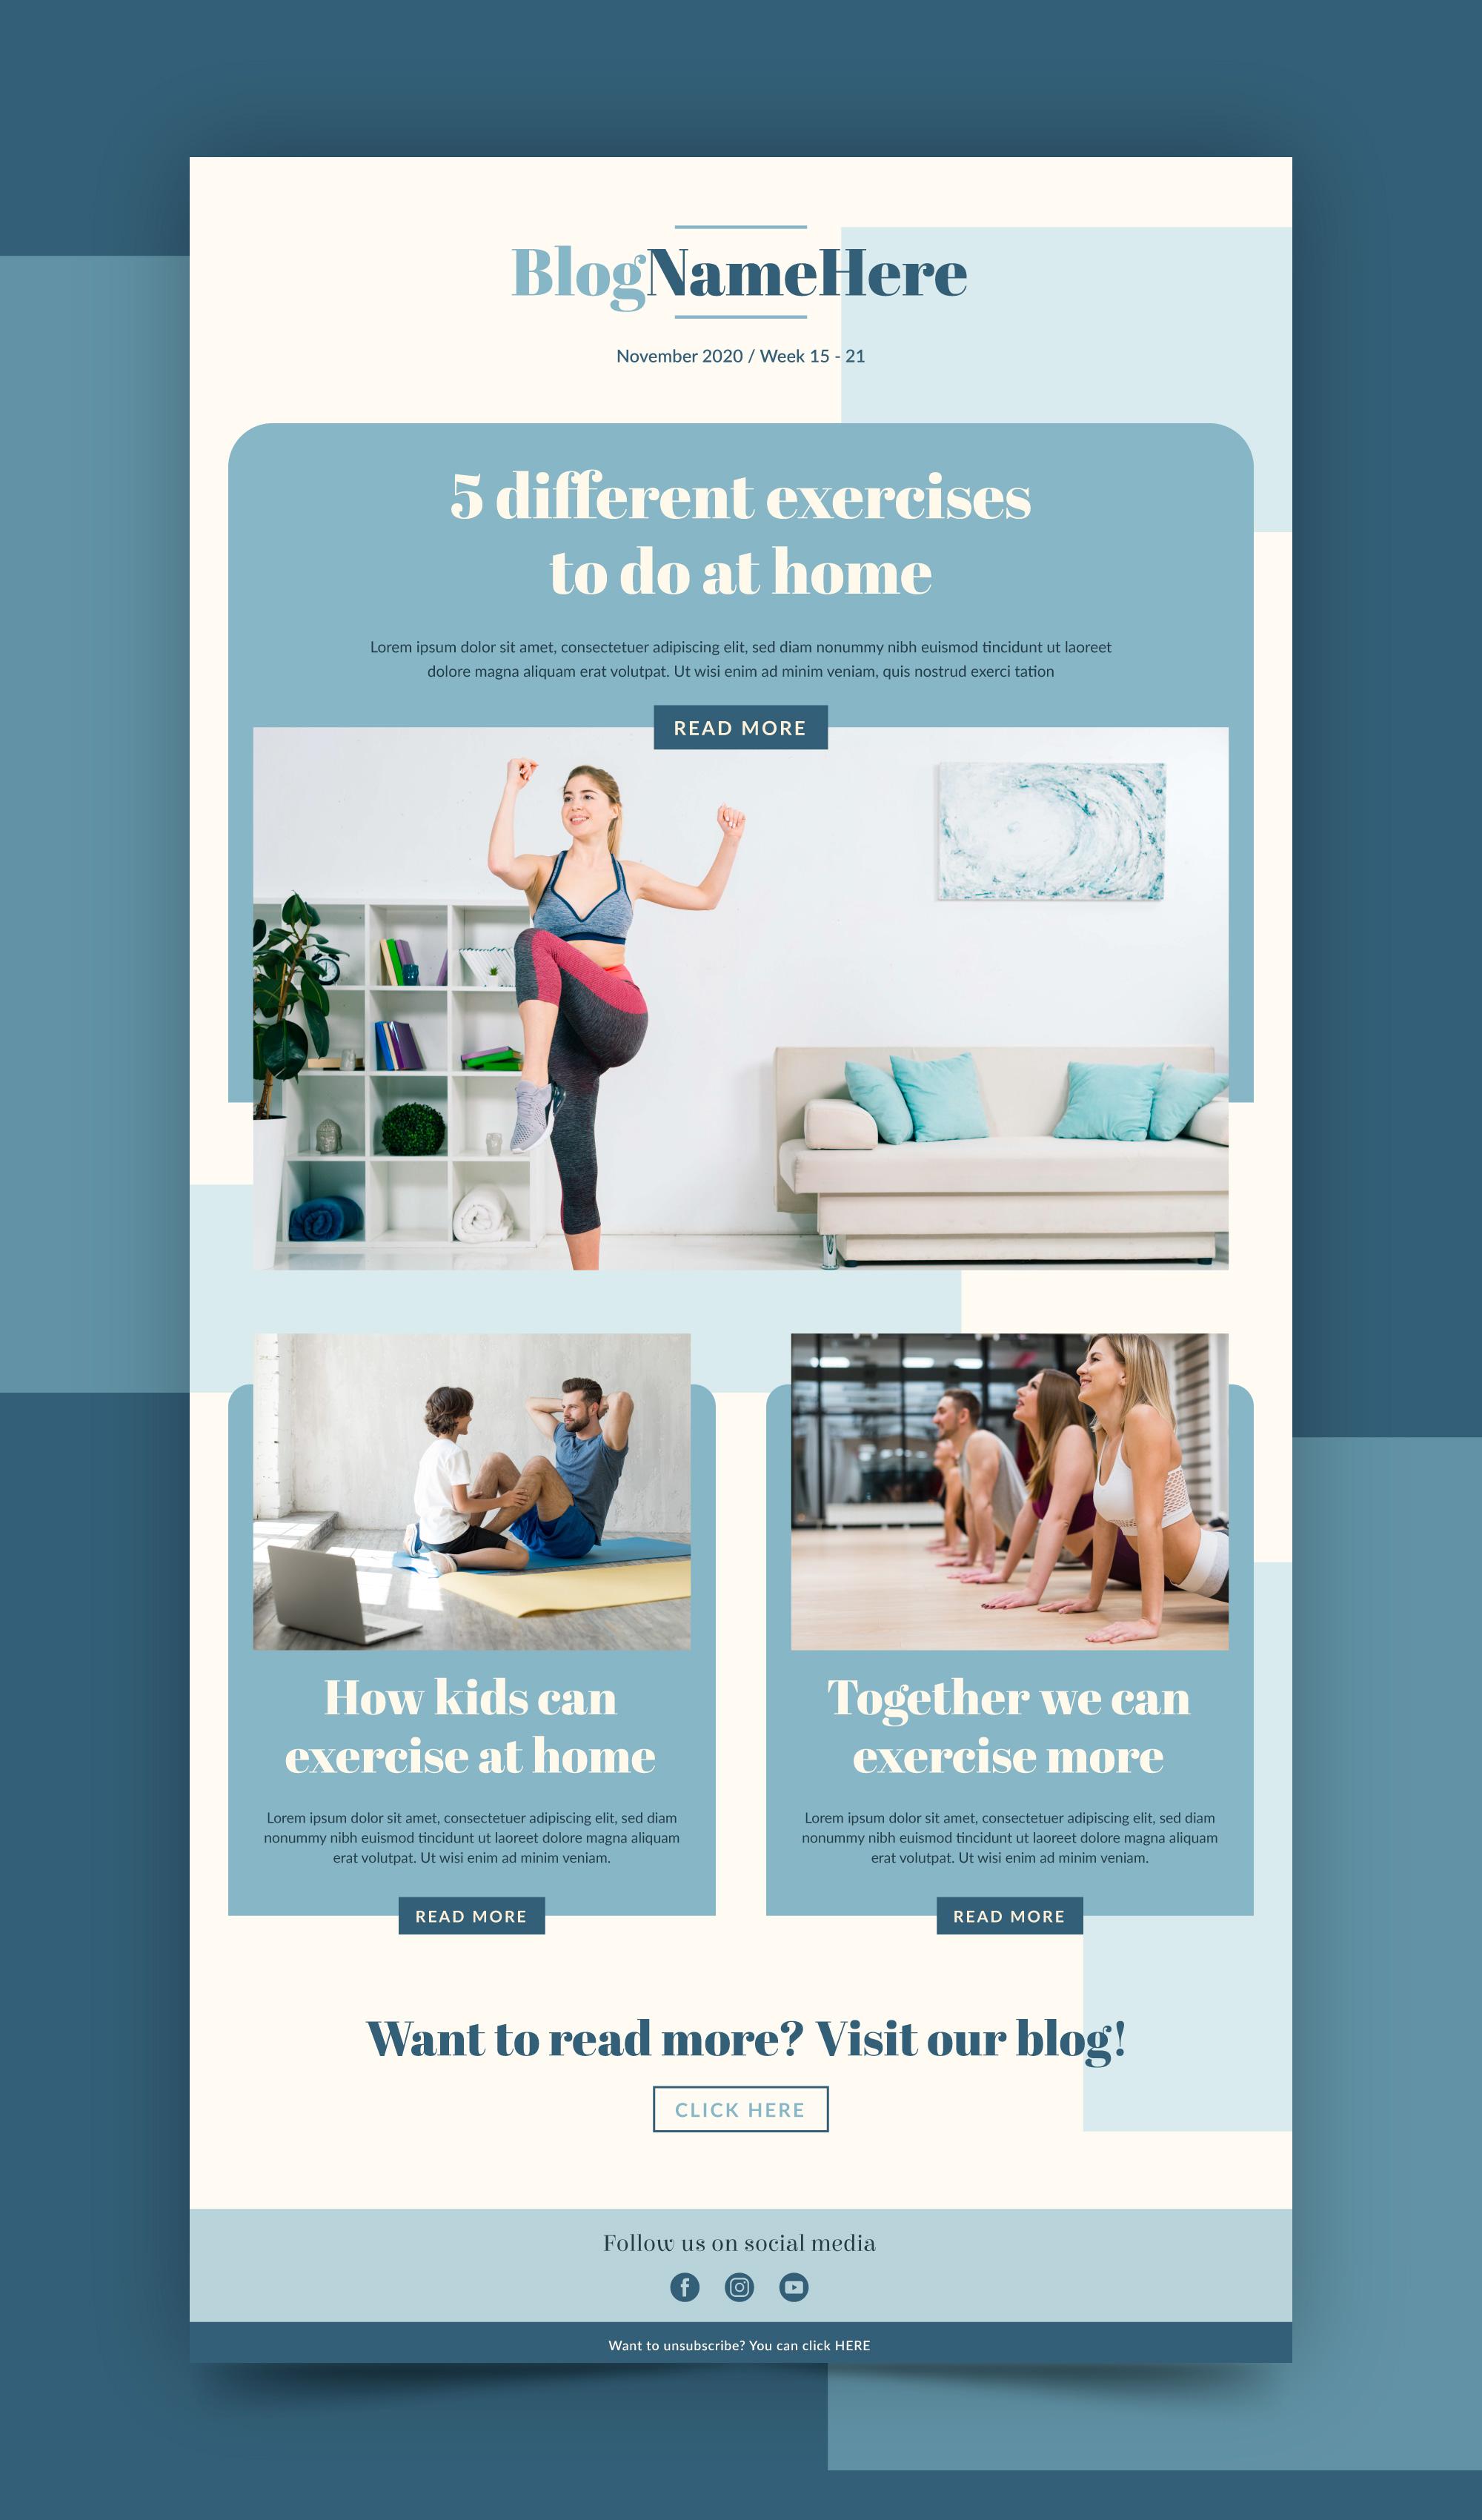 BlogNameHere
November 2020 / Week 15 - 21
5 different exercises
to do at home
Lorem ipsum dolor sit amet, consectetuer adipiscing elit, sed diam nonummy nibh euismod tincidunt ut laoreet
dolore magna aliquam erat volutpat. Ut wisi enim ad minim veniam, quis nostrud exerci tation
READ MORE
How kids can
exercise at home
Lorem ipsum dolor sit amet, consectetuer adipiscing elit, sed diam
nonummy nibh euismod tincidunt ut laoreet dolore magna aliquam
erat volutpat. Ut wisi enim ad minim veniam.
READ MORE
Together we can
exercise more
Lorem ipsum dolor sit amet, consectetuer adipiscing elit, sed diam
nonummy nibh euismod tincidunt ut laoreet dolore magna aliquam
erat volutpat. Ut wisi enim ad minim veniam.
READ MORE
Want to read more? Visit our blog!
CLICK HERE
Follow us on social media
Want to unsubscribe? You can click HERE